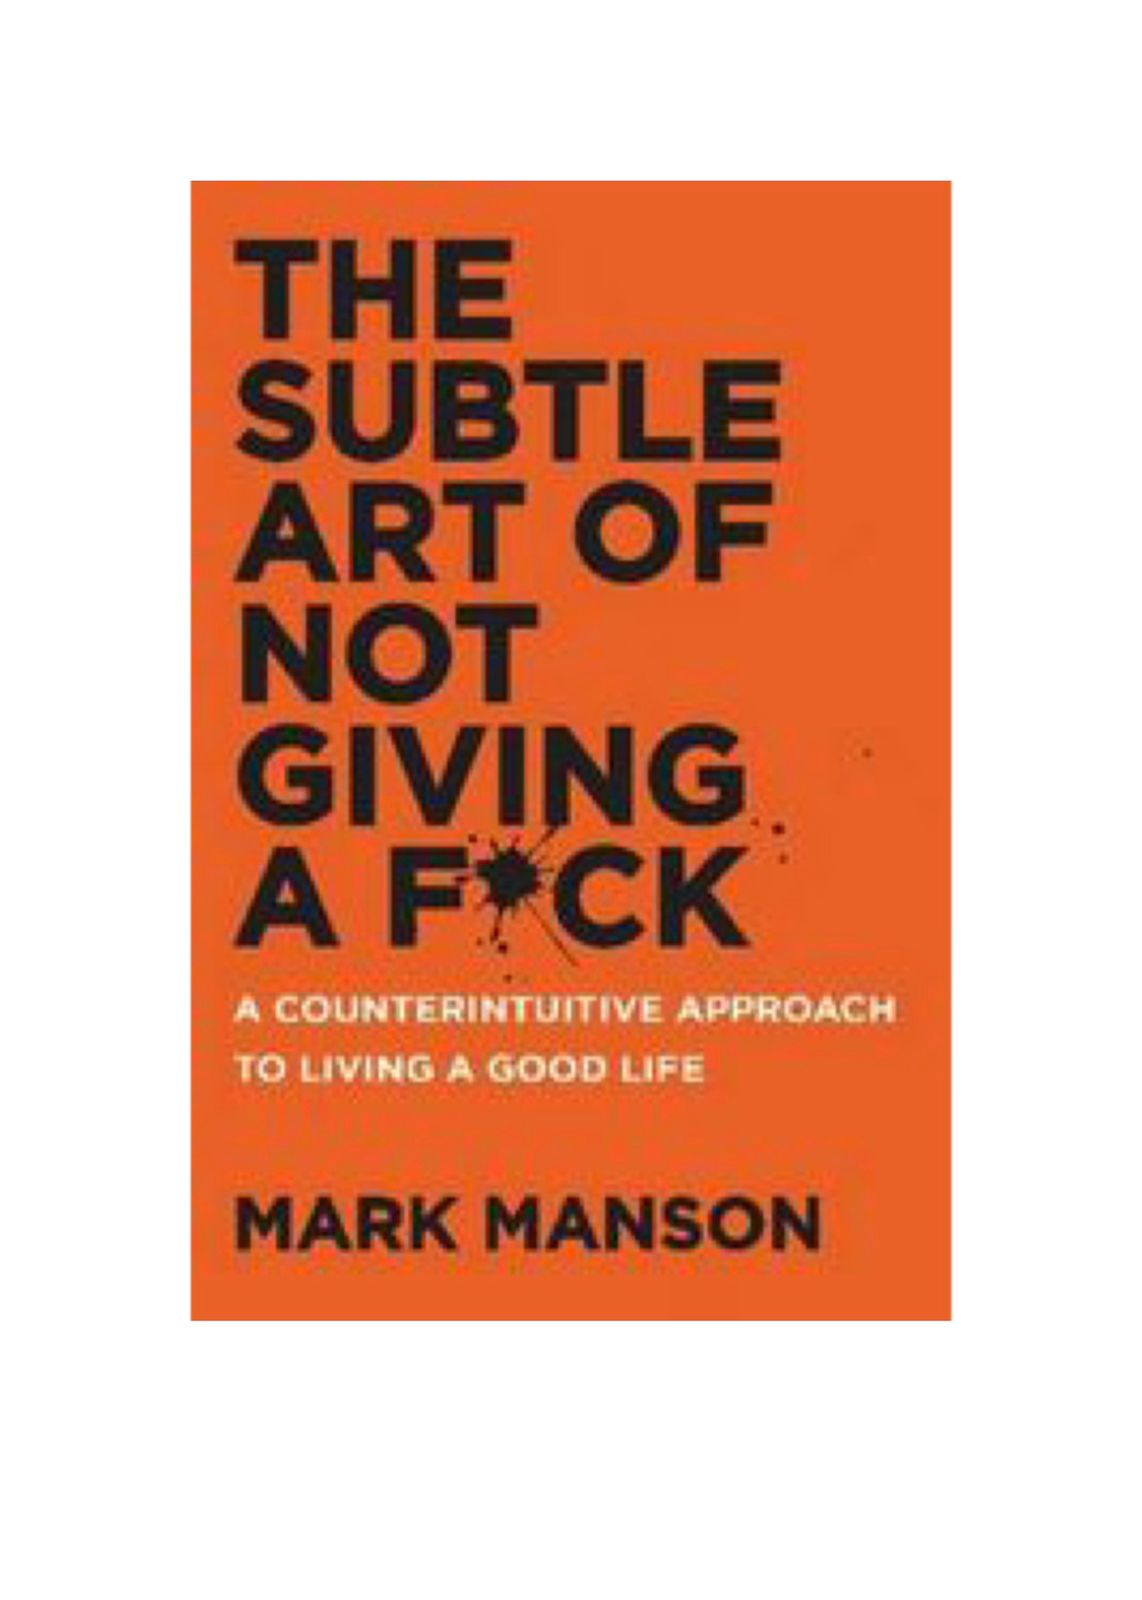 THE
SUBTLE
ART OF
NOT
GIVING
A F*CK
A COUNTERINTUITIVE APPROACH
TO LIVING A GOOD LIFE
MARK MANSON